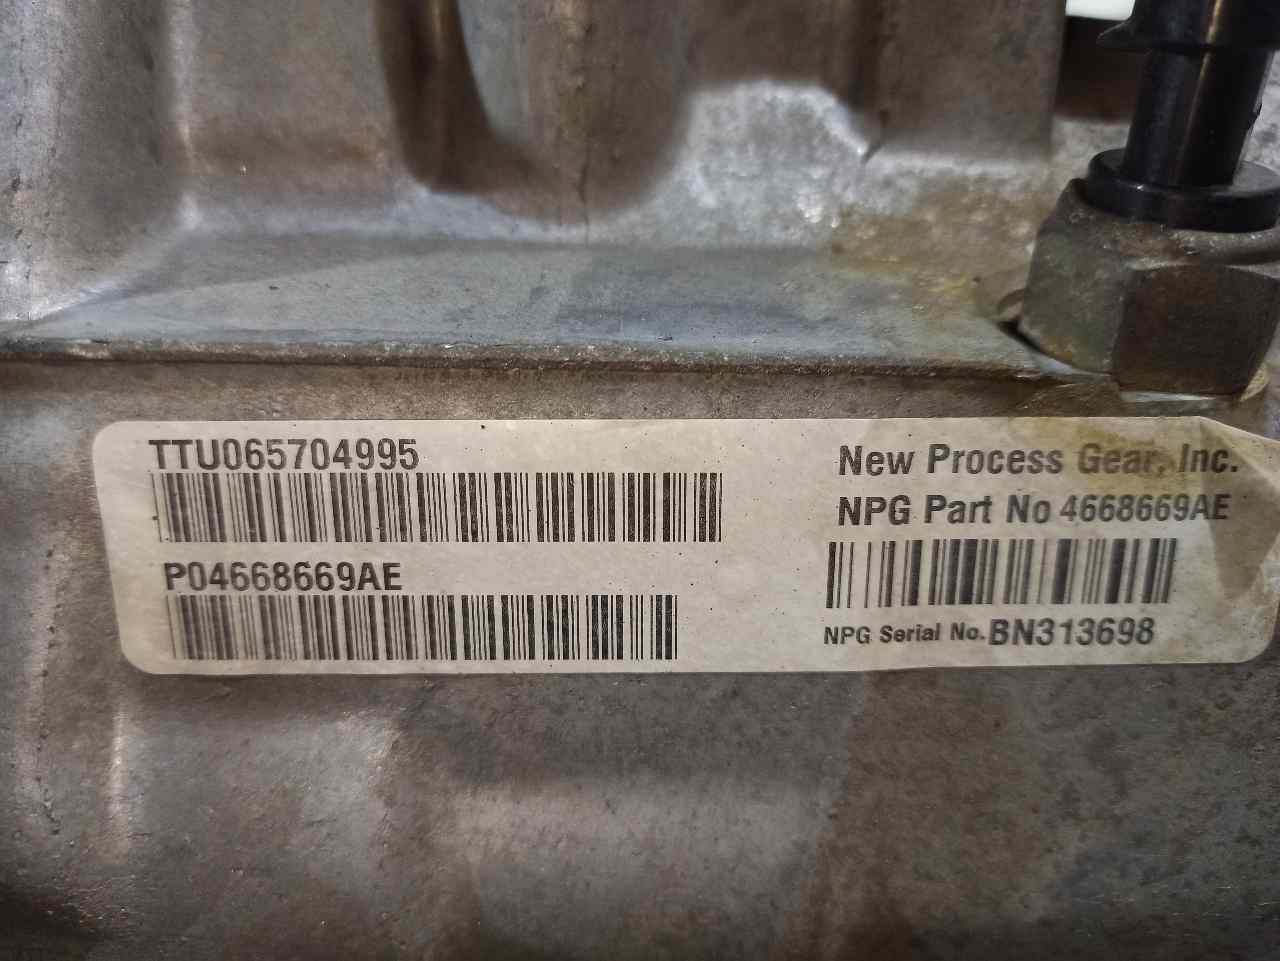 TTU065704995
P04668669AE
New Process Gear, Inc.
NPG Part No 4668669AE
NPG Serial No. BN313698